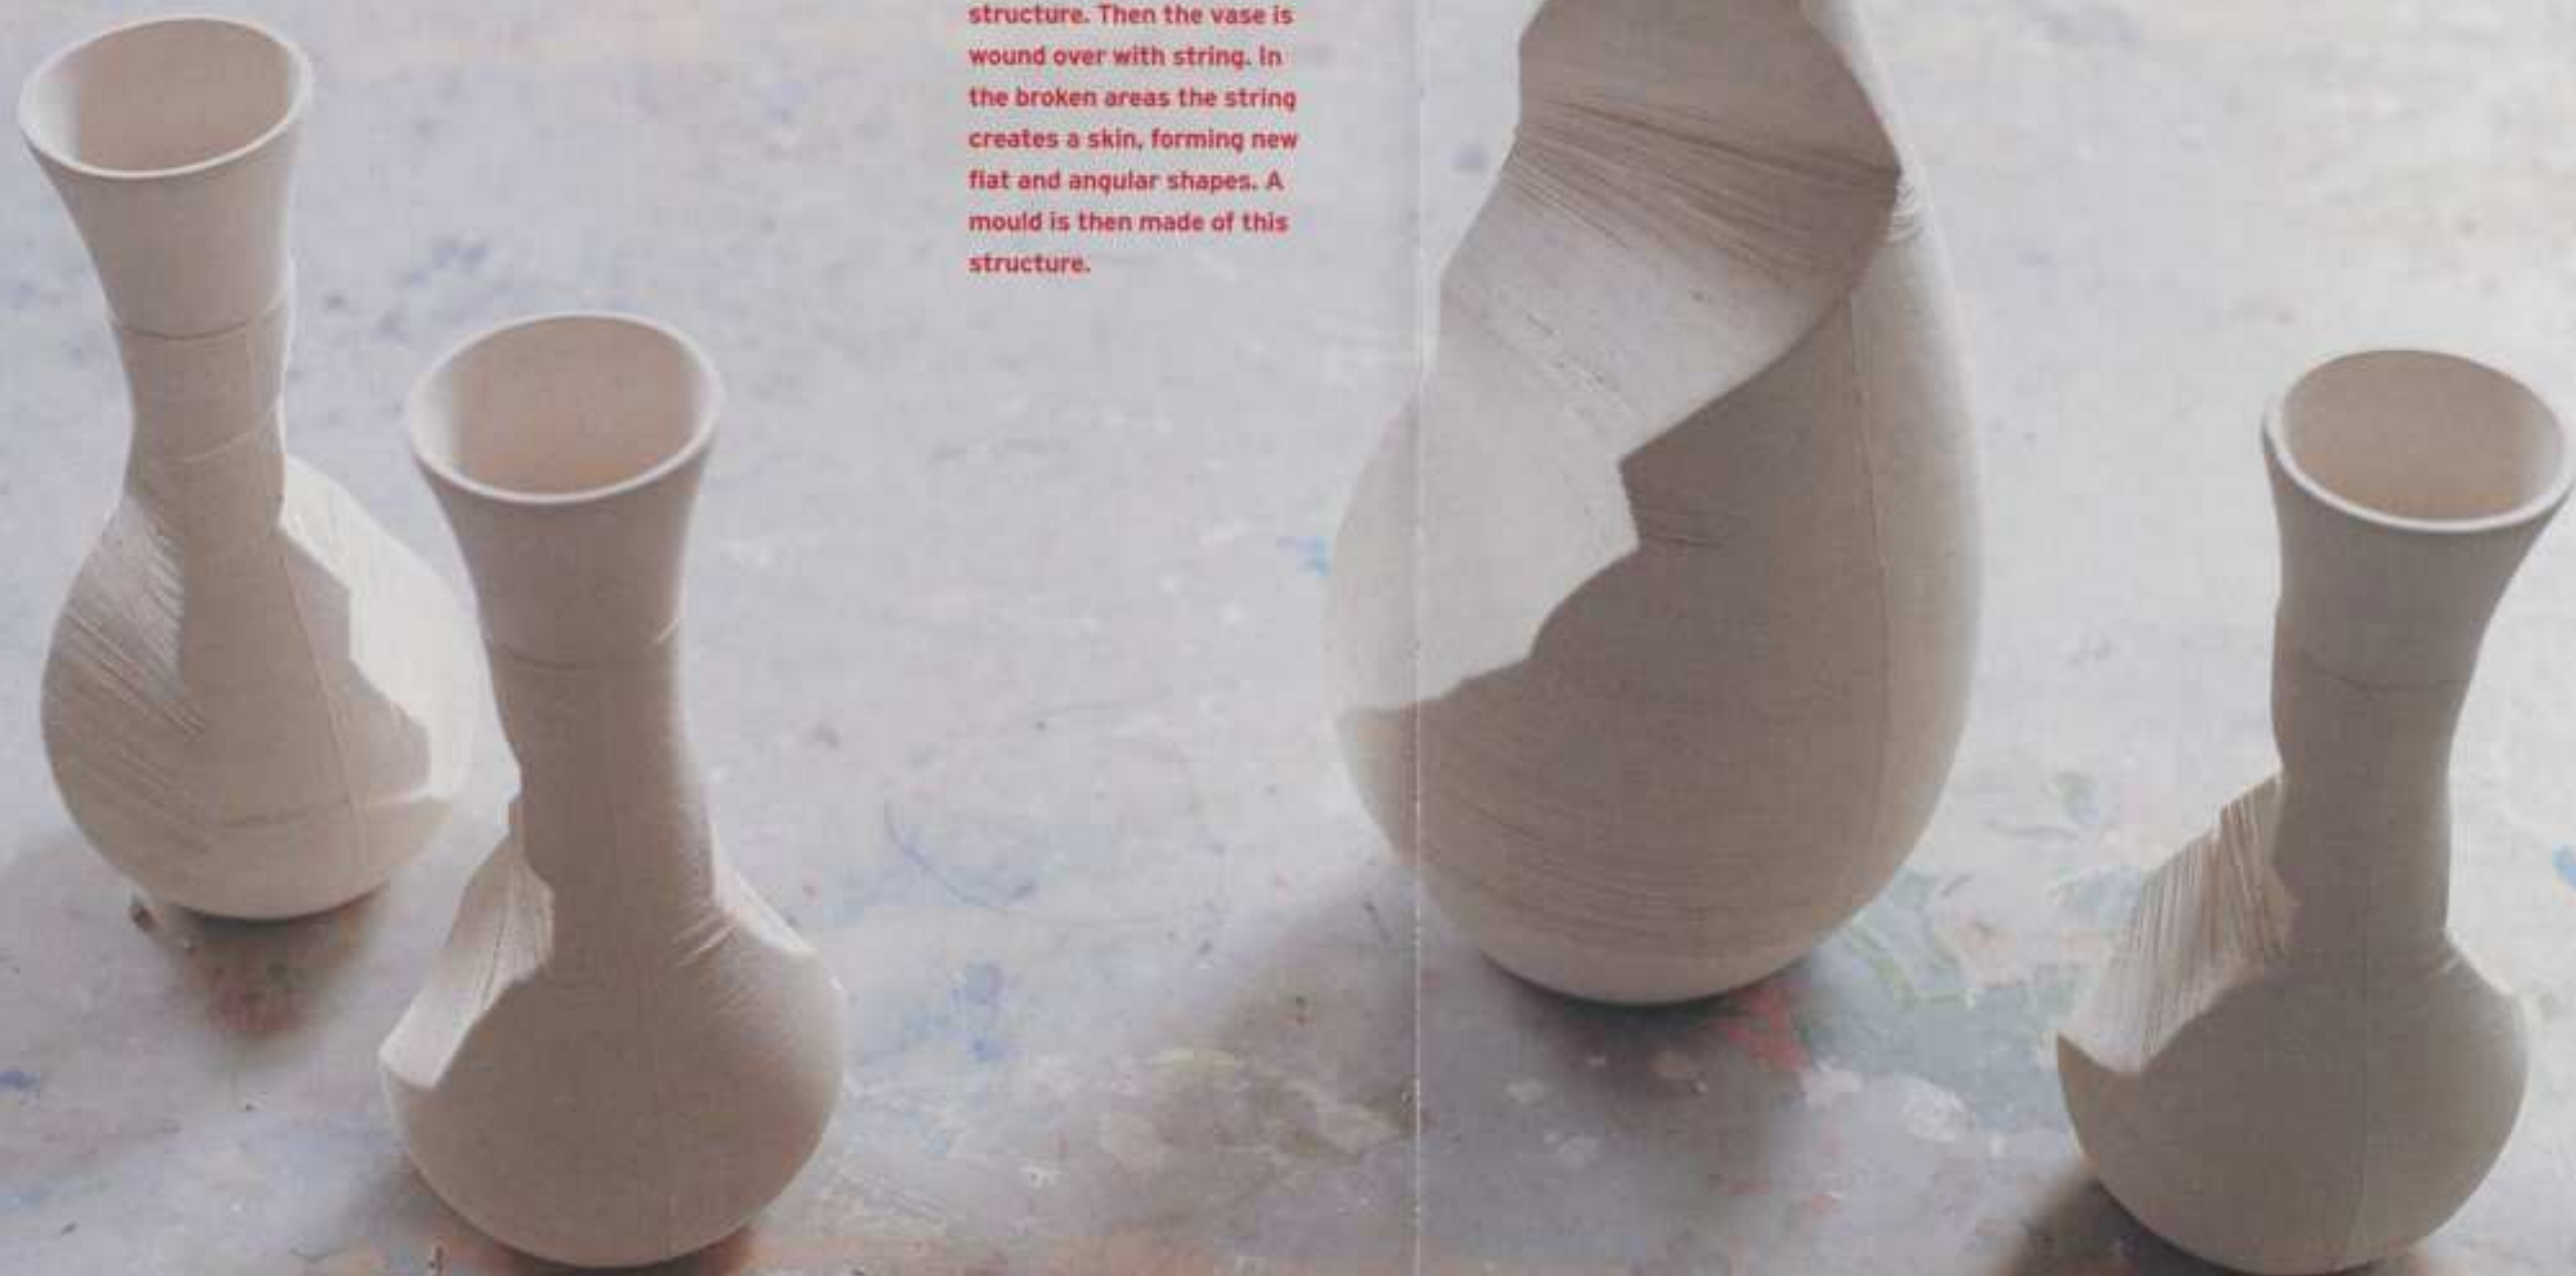 structure. Then the vase is
wound over with string. In
the broken areas the string
creates a skin, forming new
flat and angular shapes. A
mould is then made of this
structure.